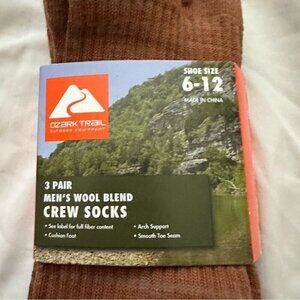 SHOE SIZE
6-12
MADE IN CHINA
OZARK TRAIL
OUTDOOR EQUIPMENT
3 PAIR
MEN'S WOOL BLEND
CREW SOCKS
• See label for full fiber content
• Cushion Foot
• Arch Support
• Smooth Toe Seam